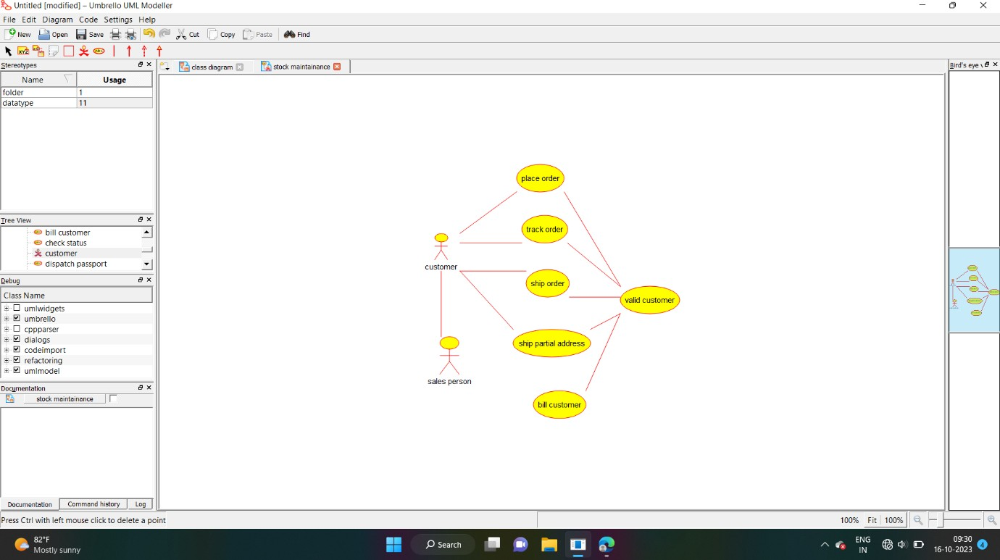 Untitled [modified] – Umbrello UML Modeller
File Edit Diagram Code Settings Help
New Open Save Cut Copy Paste Find
XYZ ABC
Stereotypes
Name Usage
folder 1
datatype 11
class diagram
stock maintainance
Bird's eye
Tree View
bill customer
check status
customer
dispatch passport
Debug
Class Name
umlwidgets
umbrello
cppparser
dialogs
codeimport
refactoring
umlmodel
Documentation
stock maintainance
Documentation Command history Log
place order
track order
customer
ship order
valid customer
ship partial address
sales person
bill customer
Press Ctrl with left mouse click to delete a point
100% Fit 100%
82°F
Mostly sunny
Search
ENG
IN
09:30
16-10-2023
4